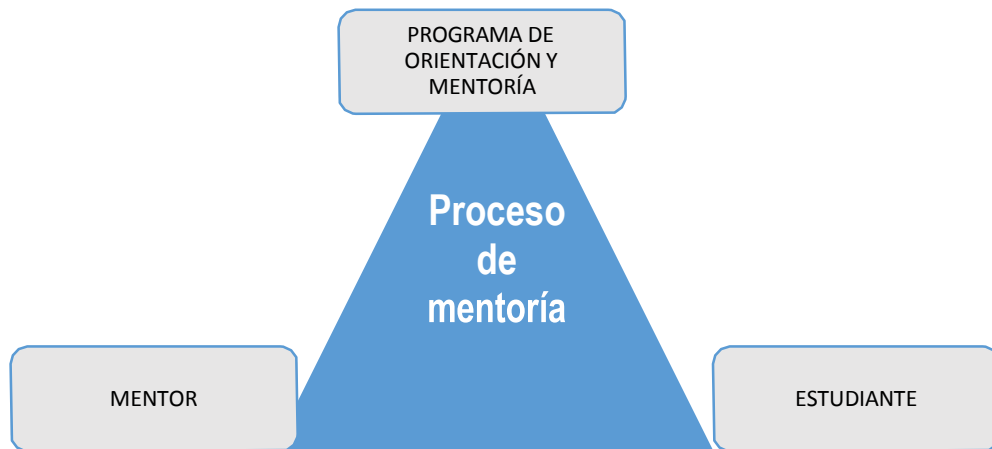 PROGRAMA DE
ORIENTACIÓN Y
MENTORÍA
Proceso
de
mentoría
MENTOR
ESTUDIANTE